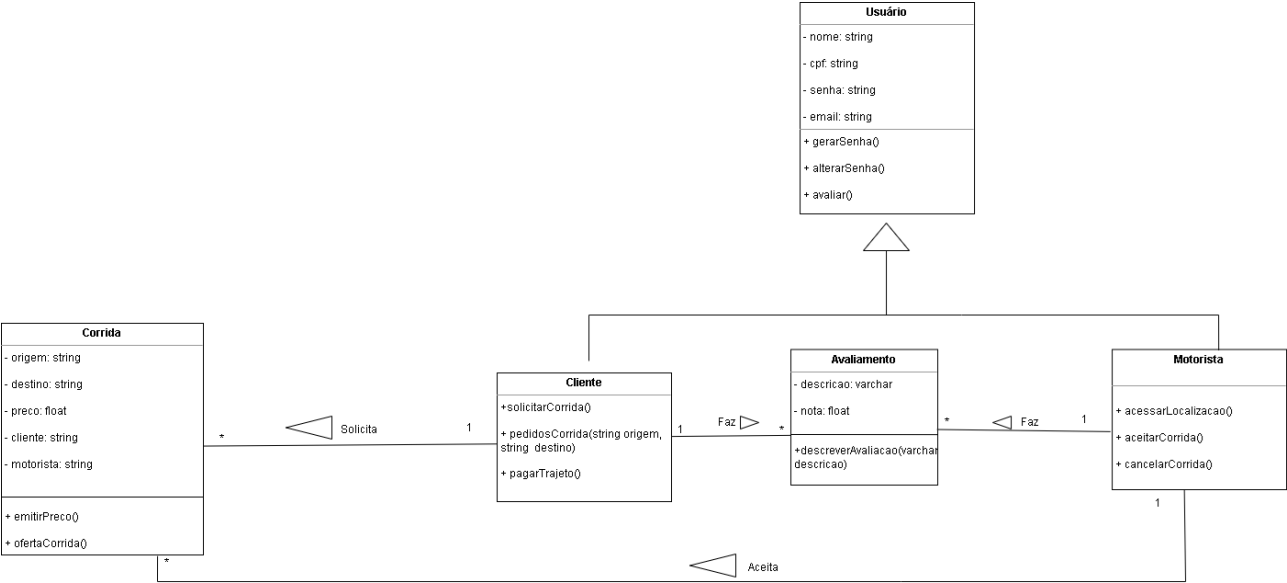 Usuário
- nome: string
- cpf: string
- senha: string
- email: string
+ gerarSenha()
+ alterarSenha()
+ avaliar()
Corrida
- origem: string
- destino: string
- preco: float
- cliente: string
- motorista: string
+ emitirPreco()
+ ofertaCorrida()
*
Solicita
1
Cliente
+solicitarCorrida()
+ pedidosCorrida(string origem,
string destino)
+ pagarTrajeto()
1
Faz
*
Avaliamento
- descricao: varchar
- nota: float
+descreverAvaliacao(varchar
descricao)
*
Faz
1
Motorista
+ acessarLocalizacao()
+ aceitarCorrida()
+ cancelarCorrida()
1
*
Aceita